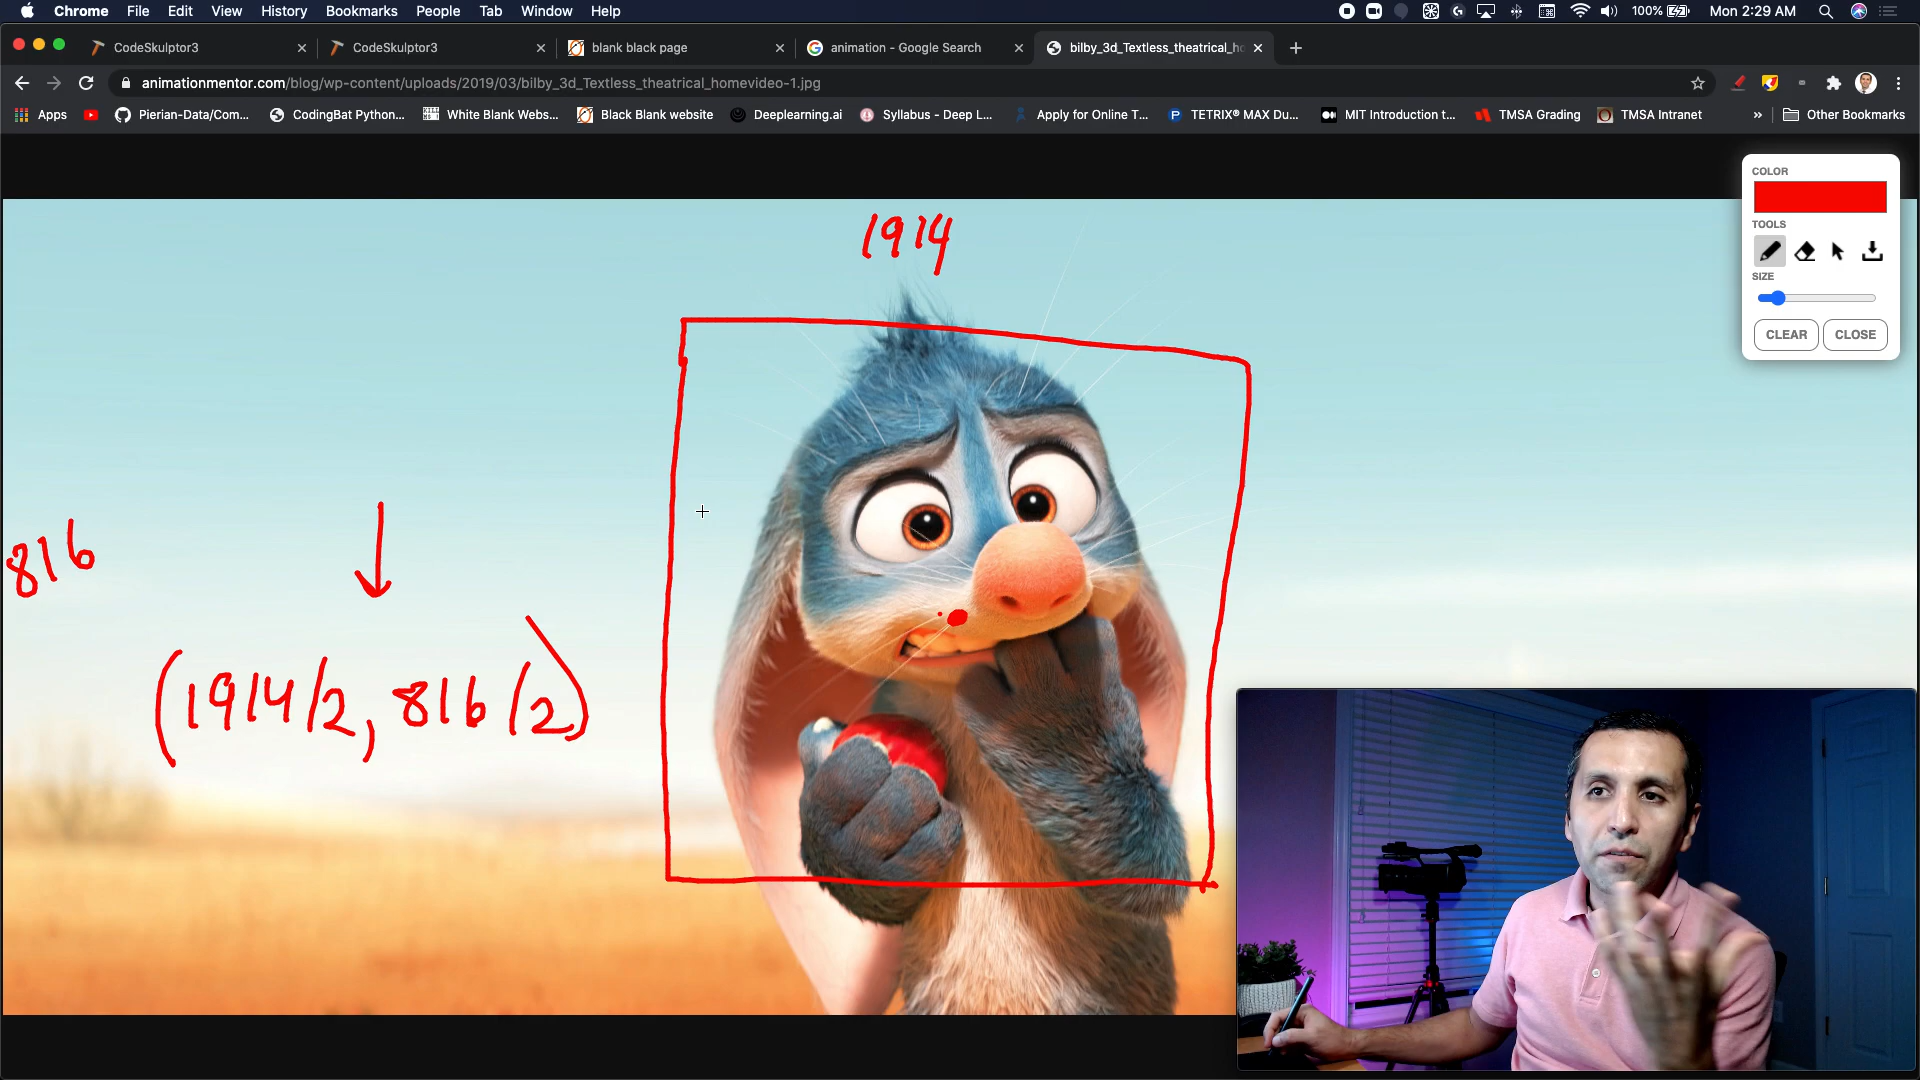 Chrome File Edit View History Bookmarks People Tab Window Help 100% Mon 2:29 AM
CodeSkulptor3 CodeSkulptor3 blank black page animation - Google Search bilby_3d_Textless_theatrical_ho
animationmentor.com/blog/wp-content/uploads/2019/03/bilby_3d_Textless_theatrical_homevideo-1.jpg
Apps Pierian-Data/Com... CodingBat Python... White Blank Webs... Black Blank website Deeplearning.ai Syllabus - Deep L... Apply for Online T... TETRIX® MAX Du... MIT Introduction t... TMSA Grading TMSA Intranet » Other Bookmarks
COLOR
TOOLS
SIZE
CLEAR CLOSE
1914
816
(1914/2, 816/2)